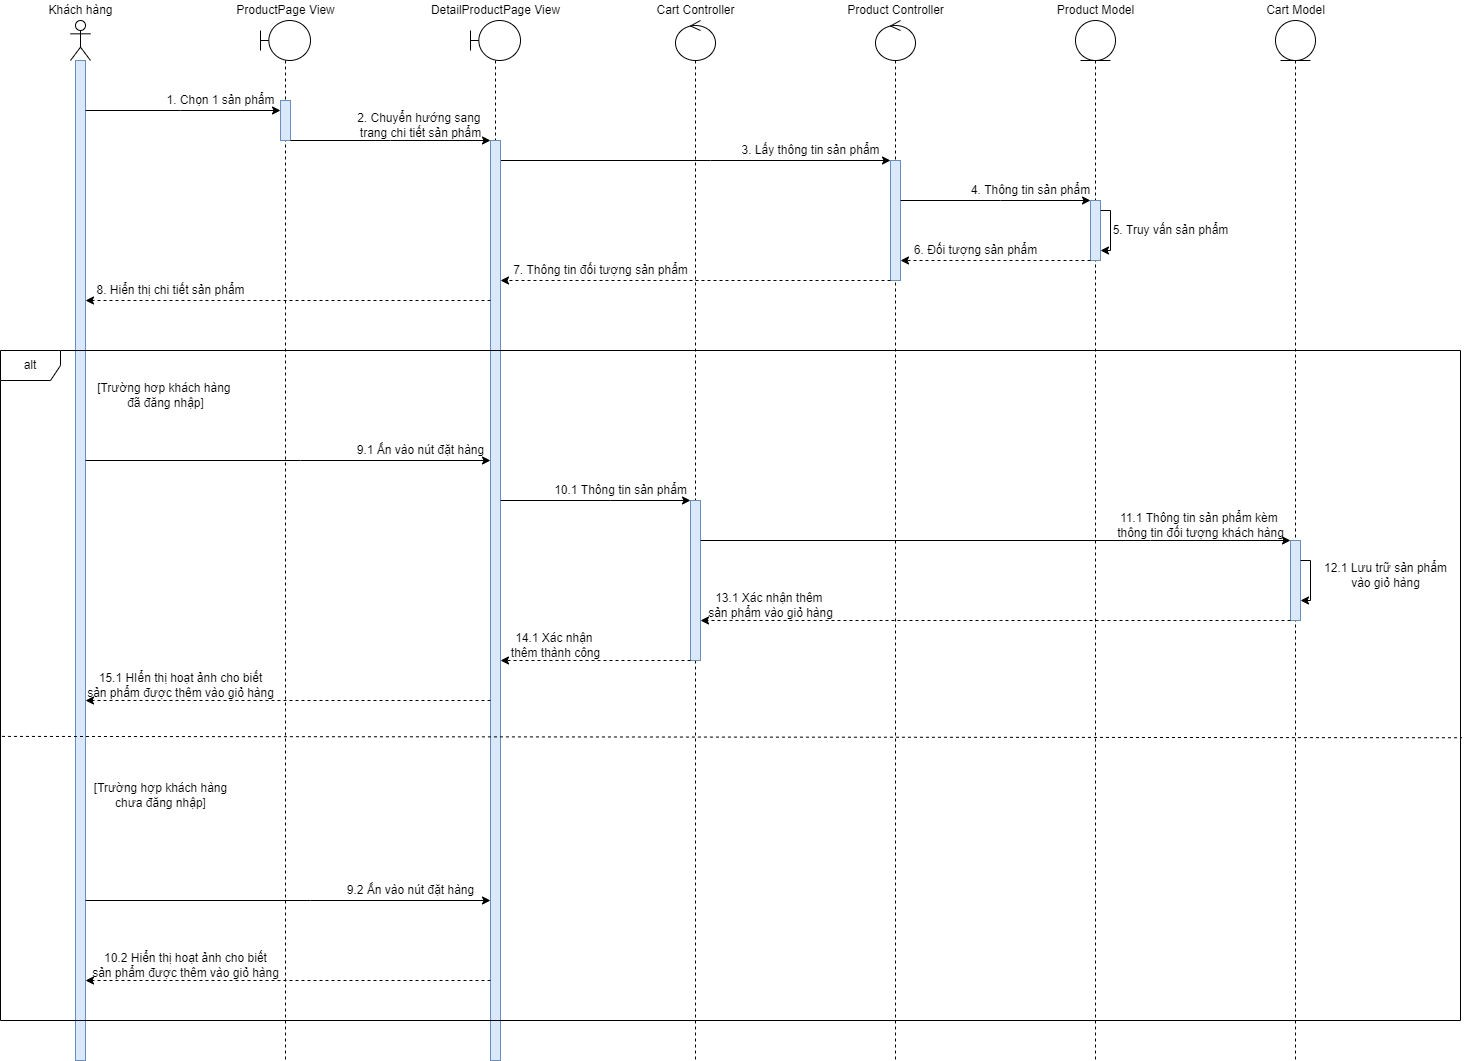 Khách hàng
ProductPage View
DetailProductPage View
Cart Controller
Product Controller
Product Model
Cart Model
1. Chọn 1 sản phẩm
2. Chuyển hướng sang
trang chi tiết sản phẩm
3. Lấy thông tin sản phẩm
4. Thông tin sản phẩm
5. Truy vấn sản phẩm
6. Đối tượng sản phẩm
7. Thông tin đối tượng sản phẩm
8. Hiển thị chi tiết sản phẩm
alt
[Trường hợp khách hàng
đã đăng nhập]
9.1 Ấn vào nút đặt hàng
10.1 Thông tin sản phẩm
11.1 Thông tin sản phẩm kèm
thông tin đối tượng khách hàng
12.1 Lưu trữ sản phẩm
vào giỏ hàng
13.1 Xác nhận thêm
sản phẩm vào giỏ hàng
14.1 Xác nhận
thêm thành công
15.1 HIển thị hoạt ảnh cho biết
sản phẩm được thêm vào giỏ hàng
[Trường hợp khách hàng
chưa đăng nhập]
9.2 Ấn vào nút đặt hàng
10.2 Hiển thị hoạt ảnh cho biết
sản phẩm được thêm vào giỏ hàng